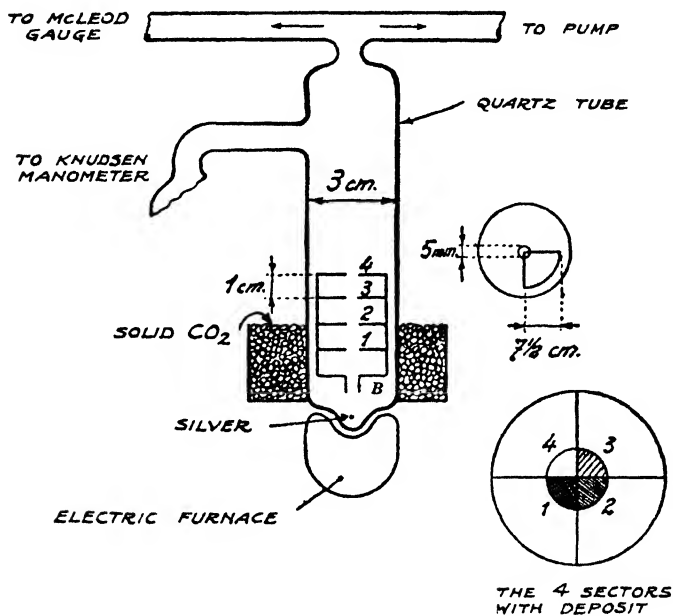 TO McLEOD
GAUGE
TO PUMP
QUARTZ TUBE
TO KNUDSEN
MANOMETER
3 cm.
5 mm.
1 cm.
4
3
2
1
B
SOLID CO2
7½ cm.
SILVER
ELECTRIC FURNACE
4 3
1 2
THE 4 SECTORS
WITH DEPOSIT